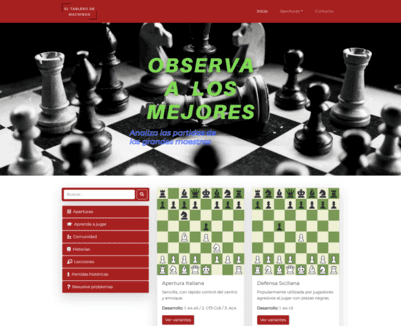 EL TABLERO DE
MACHINGO
Inicio
Aperturas
Contacto
OBSERVA
A LOS
MEJORES
Analiza las partidas de
los grandes maestros
Buscar
Aperturas
Aprende a jugar
Comunidad
Historias
Lecciones
Partidas históricas
Resuelve problemas
Apertura Italiana
Sencilla, con rápido control del centro
y enroque.
Desarrollo: 1. e4 e5 / 2. Cf3 Cc6 / 3. Ac4
Ver variantes
Defensa Siciliana
Popularmente utilizada por jugadores
agresivos al jugar con piezas negras.
Desarrollo: 1. e4 c5
Ver variantes